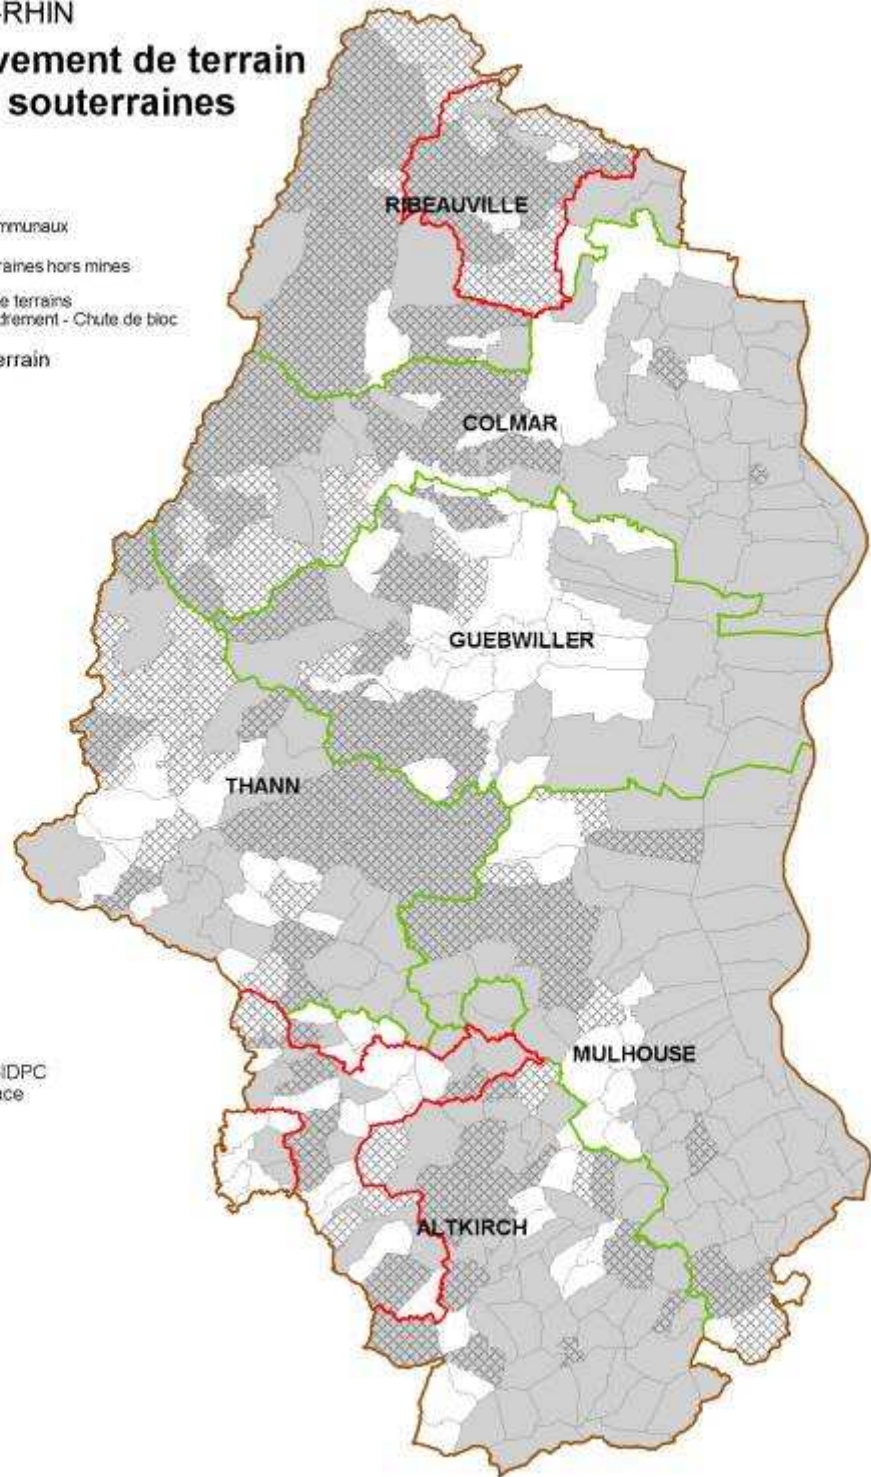 -RHIN
vement de terrain
souterraines
mmunaux
raines hors mines
e terrains
drement - Chute de bloc
errain
RIBEAUVILLE
COLMAR
GUEBWILLER
THANN
IDPC
ce
MULHOUSE
ALTKIRCH